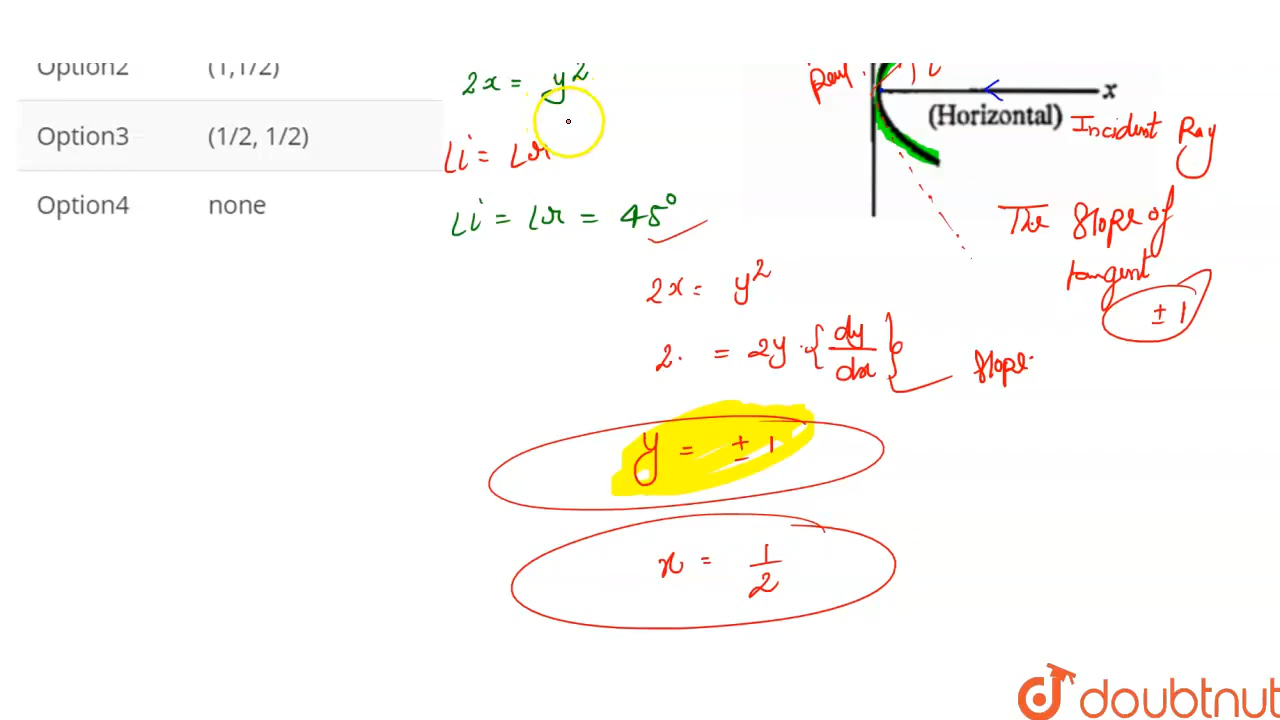 Option2 (1,1/2)
Option3 (1/2, 1/2)
Option4 none
2x = y²
∠i = ∠r
∠i = ∠r = 45°
2x = y²
2 = 2y · {dy/dx} Slope
y = ± 1
x = 1/2
Ray
i
x
(Horizontal)
Incident Ray
The Slope of
tangent
± 1
doubtnut